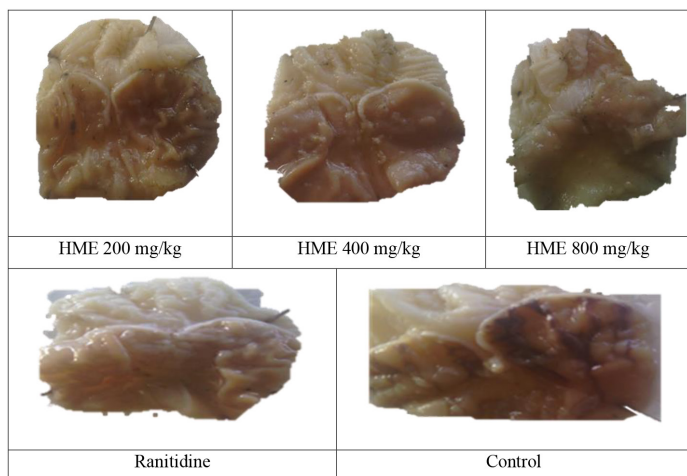 HME 200 mg/kg
HME 400 mg/kg
HME 800 mg/kg
Ranitidine
Control